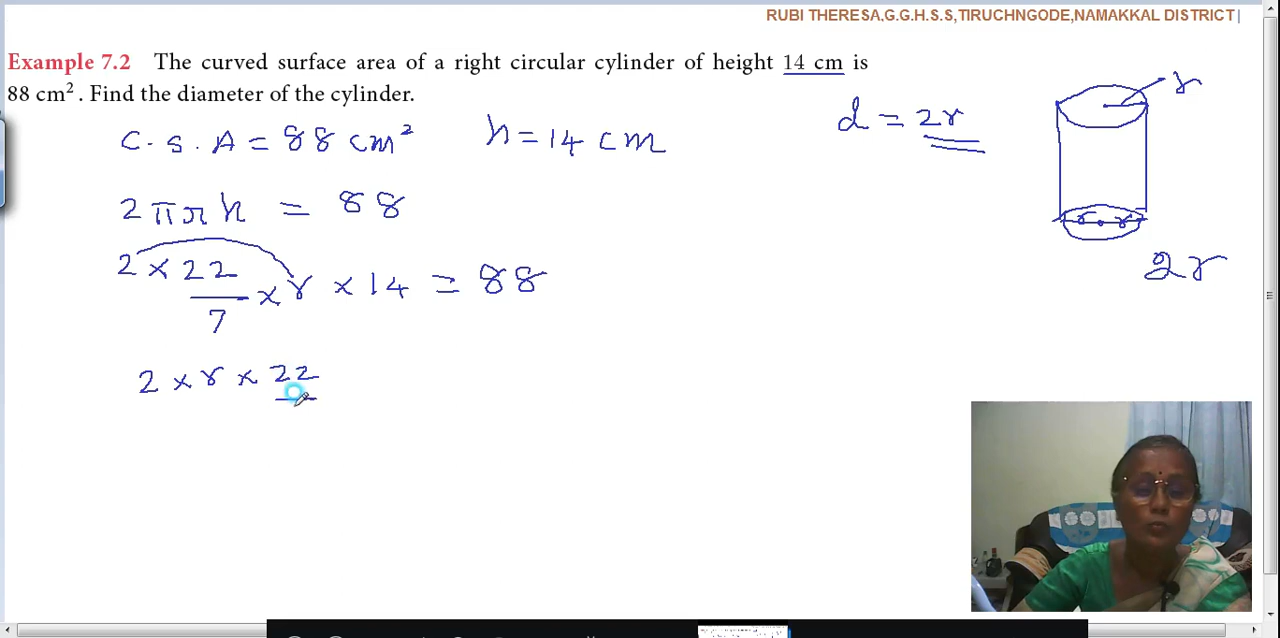 RUBI THERESA,G.G.H.S.S,TIRUCHNGODE,NAMAKKAL DISTRICT
Example 7.2 The curved surface area of a right circular cylinder of height 14 cm is
88 cm². Find the diameter of the cylinder.
C.S.A = 88 cm² h = 14 cm d = 2r r
2πrh = 88
r r
2r
2 × 22/7 × r × 14 = 88
2 × r × 22